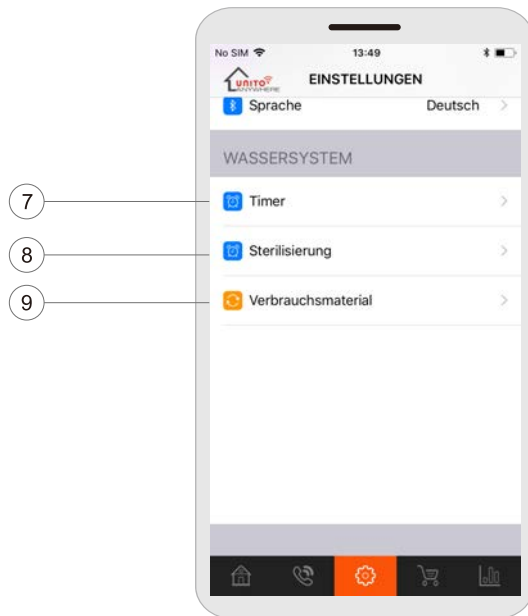 No SIM 13:49
UNITO
ANYWHERE
EINSTELLUNGEN
Sprache Deutsch
WASSERSYSTEM
7 Timer
8 Sterilisierung
9 Verbrauchsmaterial